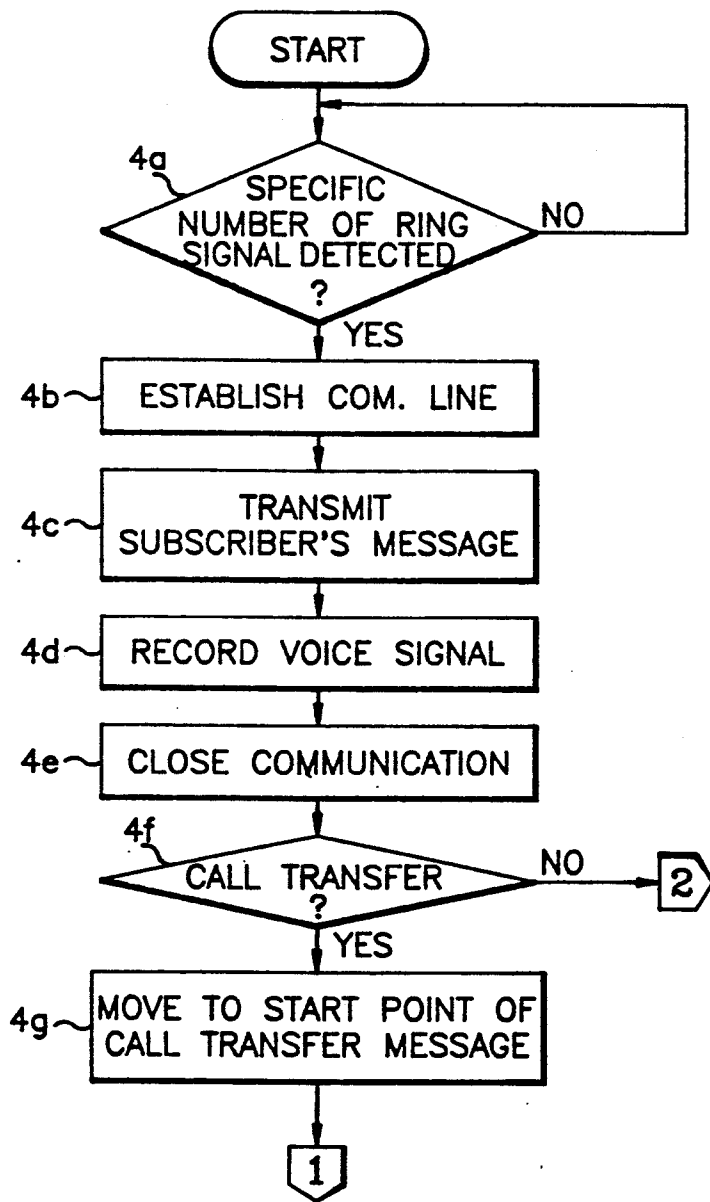 START
4a
SPECIFIC
NUMBER OF RING
SIGNAL DETECTED
?
NO
YES
4b
ESTABLISH COM. LINE
4c
TRANSMIT
SUBSCRIBER'S MESSAGE
4d
RECORD VOICE SIGNAL
4e
CLOSE COMMUNICATION
4f
CALL TRANSFER
?
NO
2
YES
4g
MOVE TO START POINT OF
CALL TRANSFER MESSAGE
1